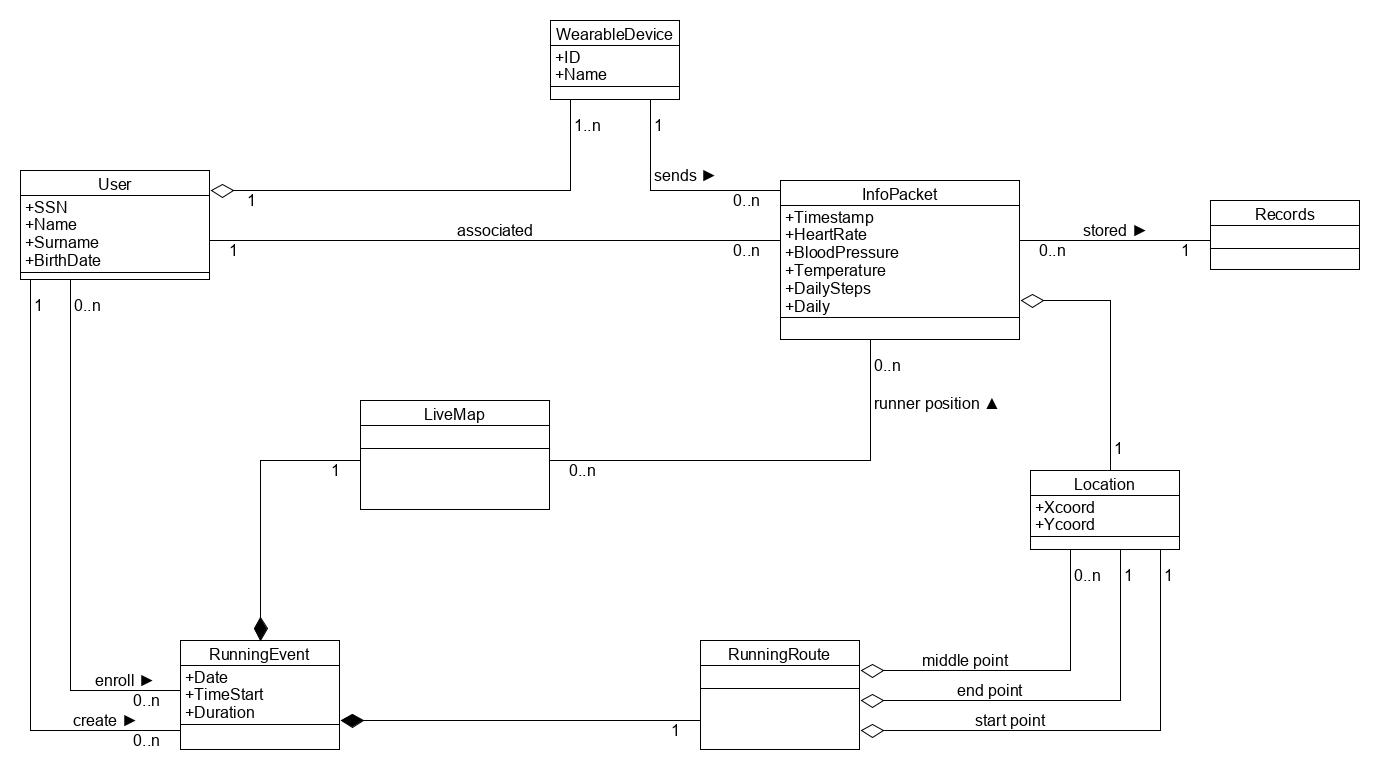 WearableDevice
+ID
+Name
1..n
1
sends ►
User
1
0..n
InfoPacket
+SSN
+Name
+Surname
+BirthDate
+Timestamp
+HeartRate
+BloodPressure
+Temperature
+DailySteps
+Daily
Records
associated
stored ►
1
0..n
0..n
1
1
0..n
0..n
runner position ▲
LiveMap
1
0..n
1
Location
+Xcoord
+Ycoord
0..n
1
1
RunningEvent
+Date
+TimeStart
+Duration
RunningRoute
middle point
enroll ►
end point
0..n
create ►
start point
1
0..n